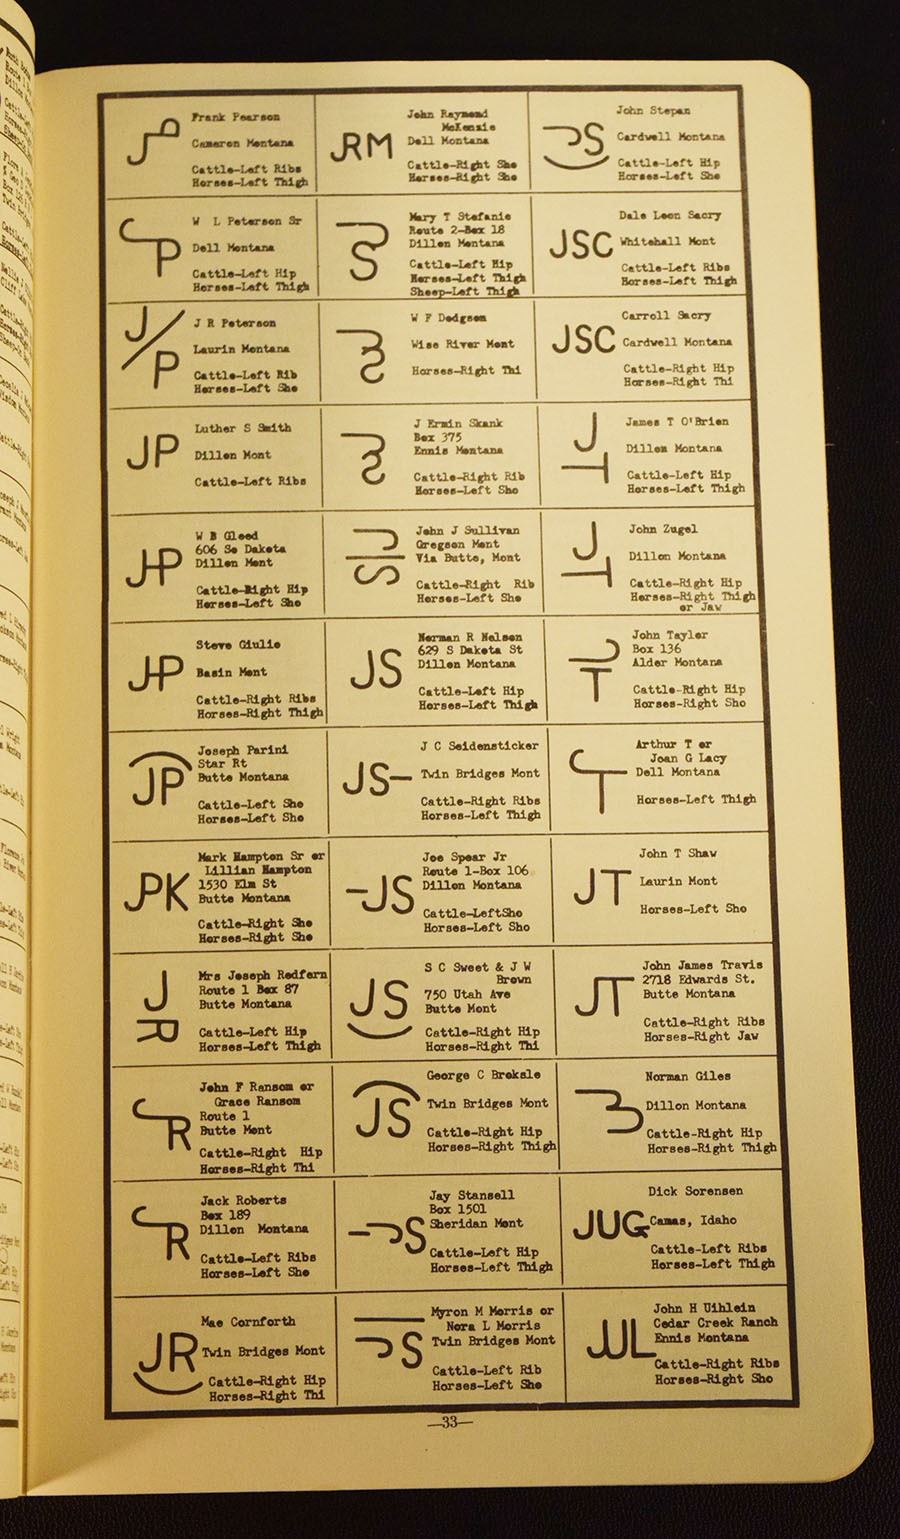 Frank Pearson
Cameron Montana
Cattle-Left Ribs
Horses-Left Thigh
JRM
John Raymond
McKenzie
Dell Montana
Cattle-Right Sho
Horses-Right Sho
John Stepan
Cardwell Montana
Cattle-Left Hip
Horses-Left Sho
W L Peterson Sr
Dell Montana
Cattle-Left Hip
Horses-Left Thigh
Mary T Stefanie
Route 2-Box 18
Dillon Montana
Cattle-Left Hip
Horses-Left Thigh
Sheep-Left Thigh
JSC
Dale Leon Sacry
Whitehall Mont
Cattle-Left Ribs
Horses-Left Thigh
J/P
J R Peterson
Laurin Montana
Cattle-Left Rib
Horses-Left Sho
W F Dodgson
Wise River Mont
Horses-Right Thi
JSC
Carroll Sacry
Cardwell Montana
Cattle-Right Hip
Horses-Right Thi
JP
Luther S Smith
Dillon Mont
Cattle-Left Ribs
J Ermin Skank
Box 375
Ennis Montana
Cattle-Right Rib
Horses-Left Sho
James T O'Brien
Dillon Montana
Cattle-Left Hip
Horses-Left Thigh
W B Gleed
606 So Dakota
Dillon Mont
Cattle-Right Hip
Horses-Left Sho
John J Sullivan
Gregson Mont
Via Butte, Mont
Cattle-Right Rib
Horses-Left Sho
John Zugel
Dillon Montana
Cattle-Right Hip
Horses-Right Thigh
or Jaw
Steve Giulio
Basin Mont
Cattle-Right Ribs
Horses-Right Thigh
JS
Norman R Nelson
629 S Dakota St
Dillon Montana
Cattle-Left Hip
Horses-Left Thigh
John Taylor
Box 136
Alder Montana
Cattle-Right Hip
Horses-Right Sho
JP
Joseph Parini
Star Rt
Butte Montana
Cattle-Left Sho
Horses-Left Sho
JS-
J C Seidensticker
Twin Bridges Mont
Cattle-Right Ribs
Horses-Left Thigh
Arthur T or
Joan G Lacy
Dell Montana
Horses-Left Thigh
JPK
Mark Hampton Sr or
Lillian Hampton
1530 Elm St
Butte Montana
Cattle-Right Sho
Horses-Right Sho
-JS
Joe Spear Jr
Route 1-Box 106
Dillon Montana
Cattle-LeftSho
Horses-Left Sho
JT
John T Shaw
Laurin Mont
Horses-Left Sho
Mrs Joseph Redfern
Route 1 Box 87
Butte Montana
Cattle-Left Hip
Horses-Left Thigh
JS
S C Sweet & J W
Brown
750 Utah Ave
Butte Mont
Cattle-Right Hip
Horses-Right Thi
JT
John James Travis
2718 Edwards St.
Butte Montana
Cattle-Right Ribs
Horses-Right Jaw
John F Ransom or
Grace Ransom
Route 1
Butte Mont
Cattle-Right Hip
Horses-Right Thi
JS
George C Brokale
Twin Bridges Mont
Cattle-Right Hip
Horses-Right Thigh
Norman Giles
Dillon Montana
Cattle-Right Hip
Horses-Right Thigh
Jack Roberts
Box 189
Dillon Montana
Cattle-Left Ribs
Horses-Left Sho
Jay Stansell
Box 1501
Sheridan Mont
Cattle-Left Hip
Horses-Left Thigh
JUG
Dick Sorensen
Camas, Idaho
Cattle-Left Ribs
Horses-Left Thigh
JR
Mae Cornforth
Twin Bridges Mont
Cattle-Right Hip
Horses-Right Thi
Myron M Morris or
Nora L Morris
Twin Bridges Mont
Cattle-Left Rib
Horses-Left Sho
John H Uihlein
Cedar Creek Ranch
Ennis Montana
Cattle-Right Ribs
Horses-Right Sho
—33—